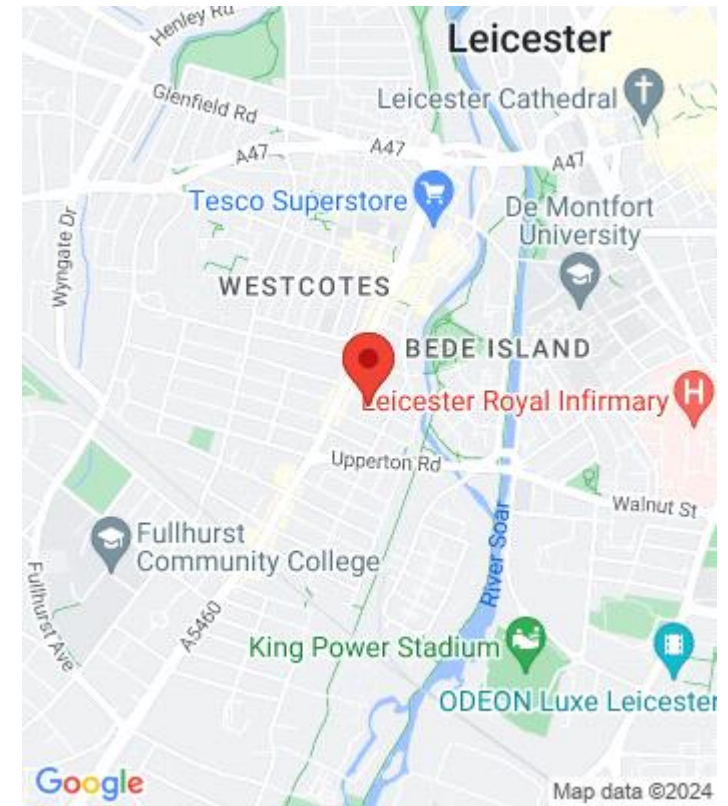 Henley Rd
Leicester
Glenfield Rd
Leicester Cathedral
A47
A47
A47
Tesco Superstore
De Montfort
University
Wyngate Dr
WESTCOTES
BEDE ISLAND
Leicester Royal Infirmary
H
Upperton Rd
Walnut St
Fullhurst
Community College
River Soar
Fullhurst Ave
A5460
King Power Stadium
ODEON Luxe Leicester
Google
Map data ©2024